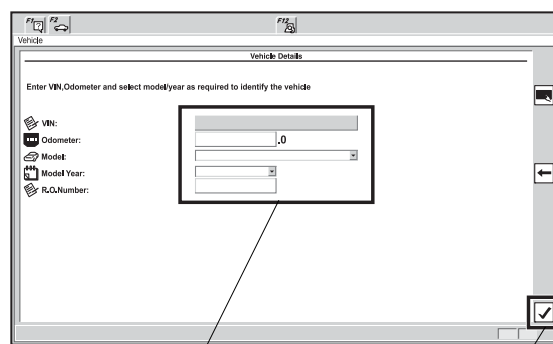 F1 F2 F12
Vehicle
Vehicle Details
Enter VIN,Odometer and select model/year as required to identify the vehicle
VIN:
Odometer: .0
Model:
Model Year:
R.O.Number: